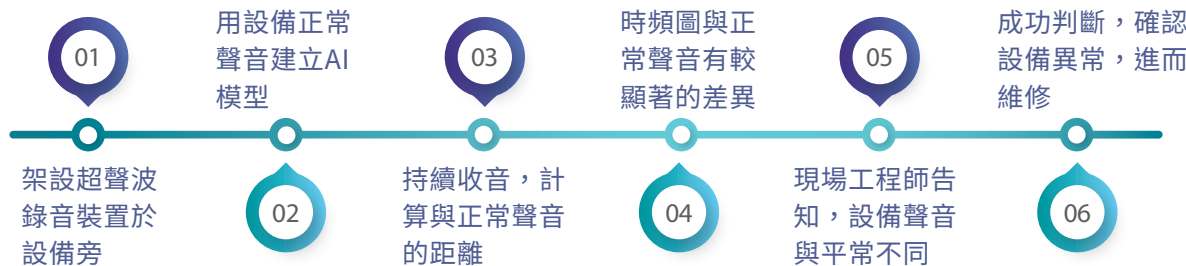 01
架設超聲波
錄音裝置於
設備旁
用設備正常
聲音建立AI
模型
02
03
持續收音，計
算與正常聲音
的距離
時頻圖與正
常聲音有較
顯著的差異
04
05
現場工程師告
知，設備聲音
與平常不同
成功判斷，確認
設備異常，進而
維修
06